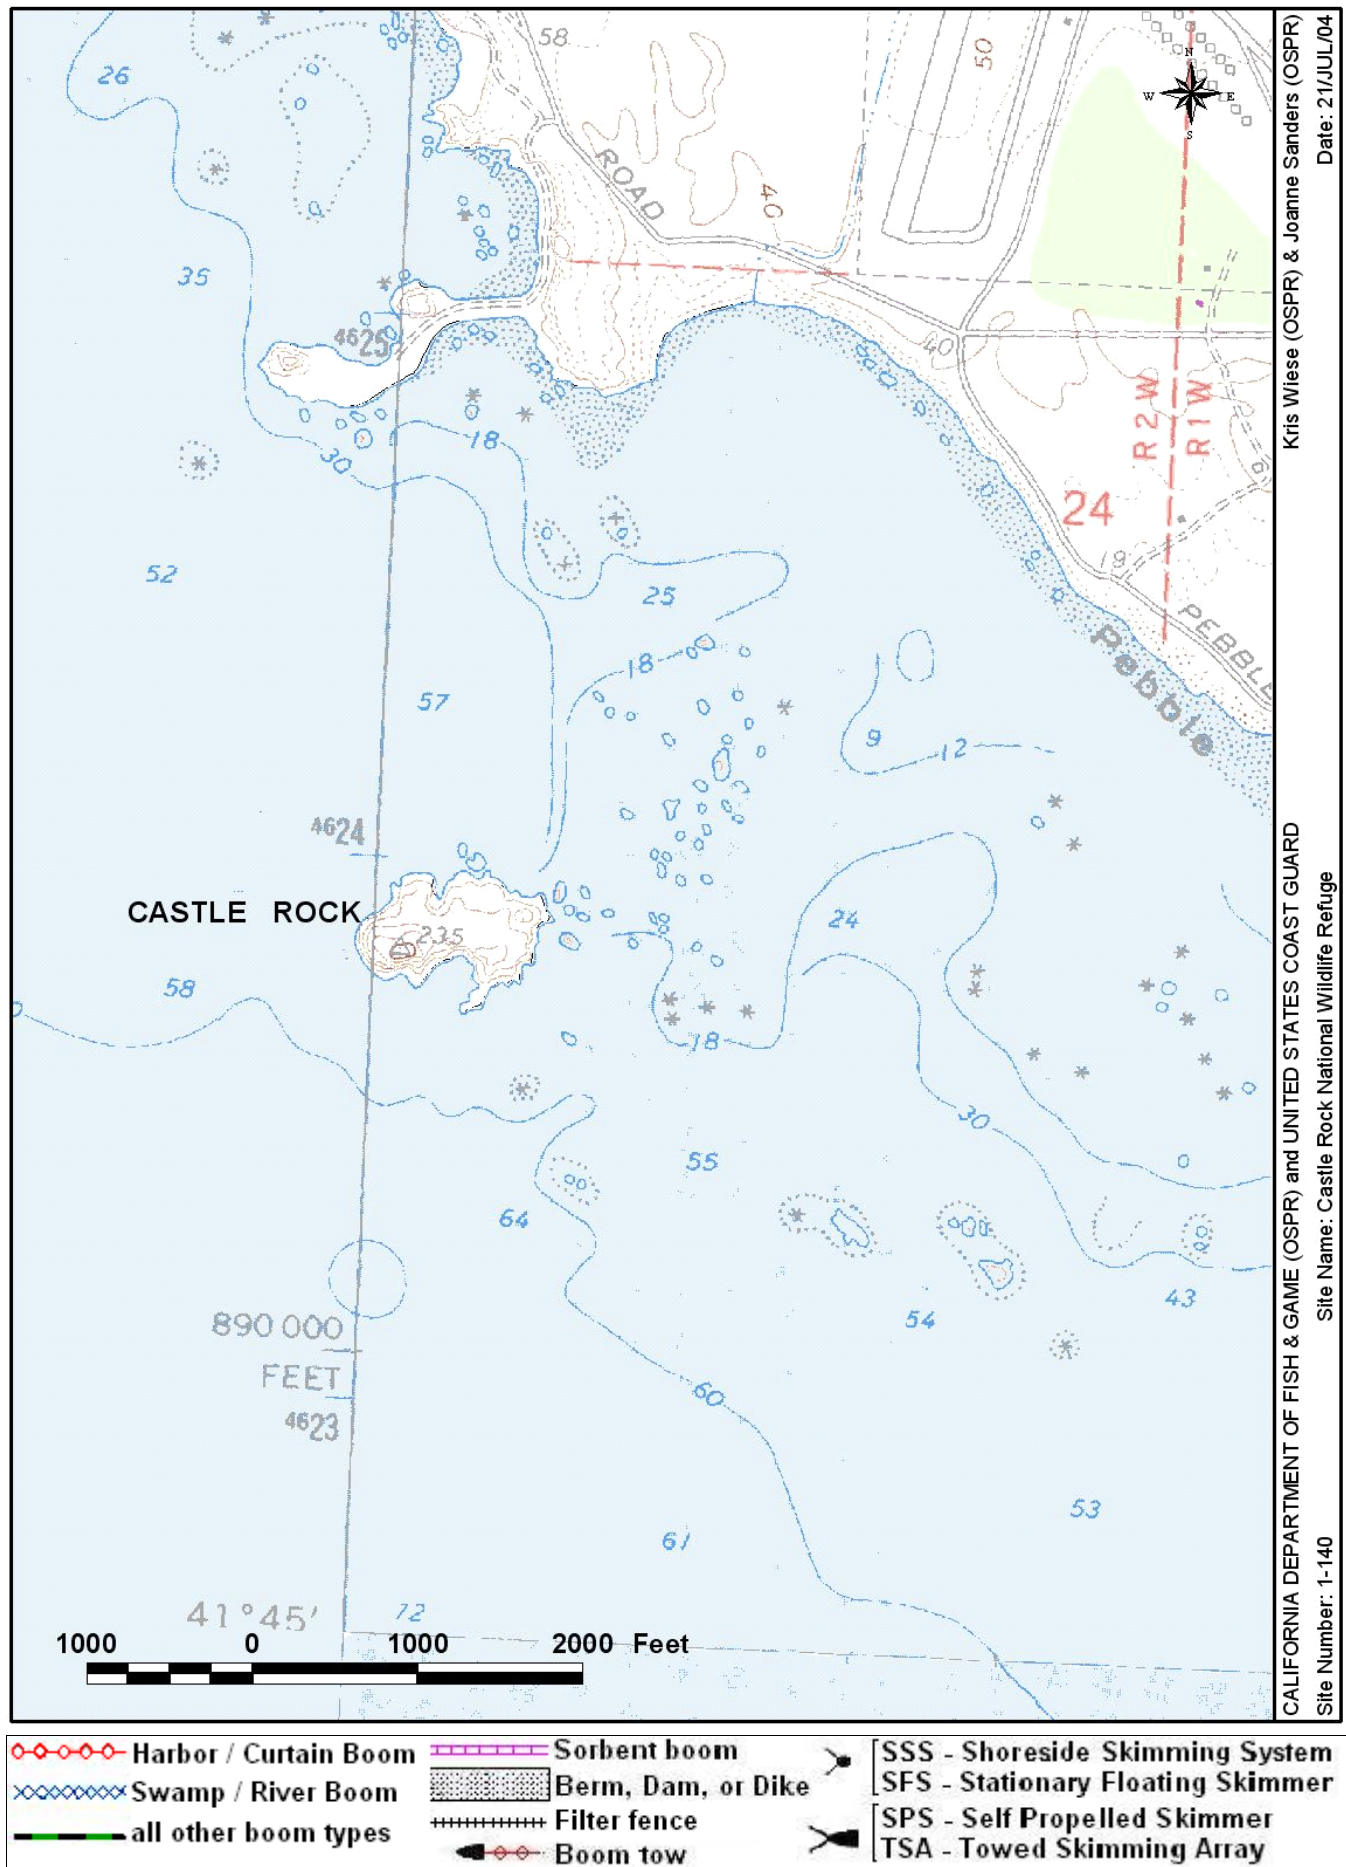 58
50
N
W E
S
26
ROAD
40
35
4625
40
18
30
R2W
R1W
24
52
19
25
PEBBLE
18
Pebble
57
9
12
4624
CASTLE ROCK
235
24
58
18
30
55
64
43
54
890 000
FEET
60
4623
53
61
41°45'
72
1000 0 1000 2000 Feet
Kris Wiese (OSPR) & Joanne Sanders (OSPR)
Date: 21/JUL/04
CALIFORNIA DEPARTMENT OF FISH & GAME (OSPR) and UNITED STATES COAST GUARD
Site Name: Castle Rock National Wildlife Refuge
Site Number: 1-140
Harbor / Curtain Boom
Swamp / River Boom
all other boom types
Sorbent boom
Berm, Dam, or Dike
Filter fence
Boom tow
SSS - Shoreside Skimming System
SFS - Stationary Floating Skimmer
SPS - Self Propelled Skimmer
TSA - Towed Skimming Array